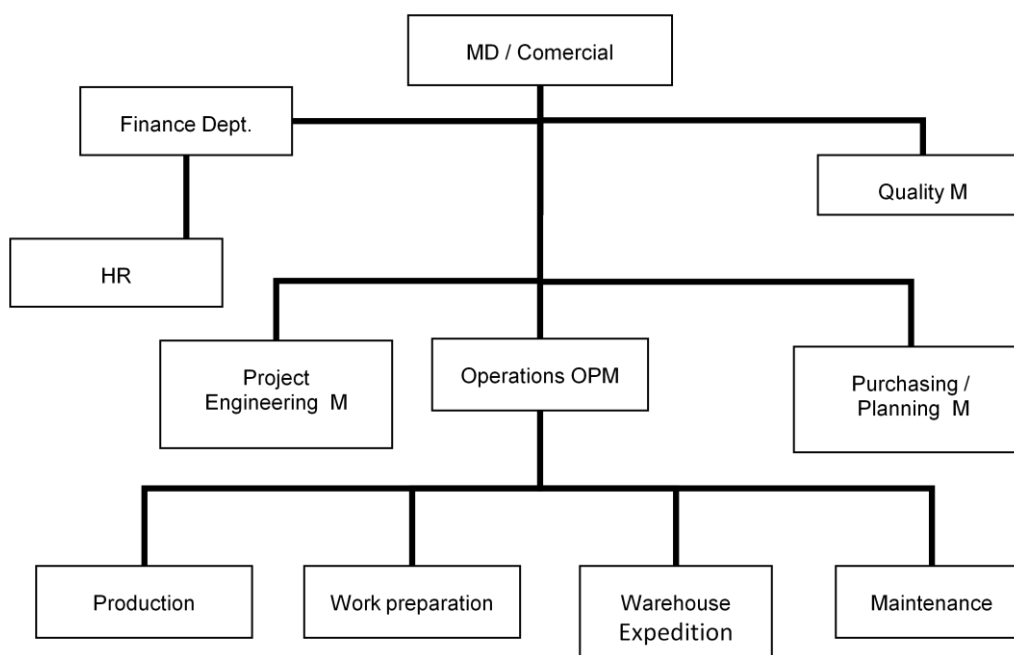 MD / Comercial
Finance Dept.
Quality M
HR
Project
Engineering M
Operations OPM
Purchasing /
Planning M
Production
Work preparation
Warehouse
Expedition
Maintenance